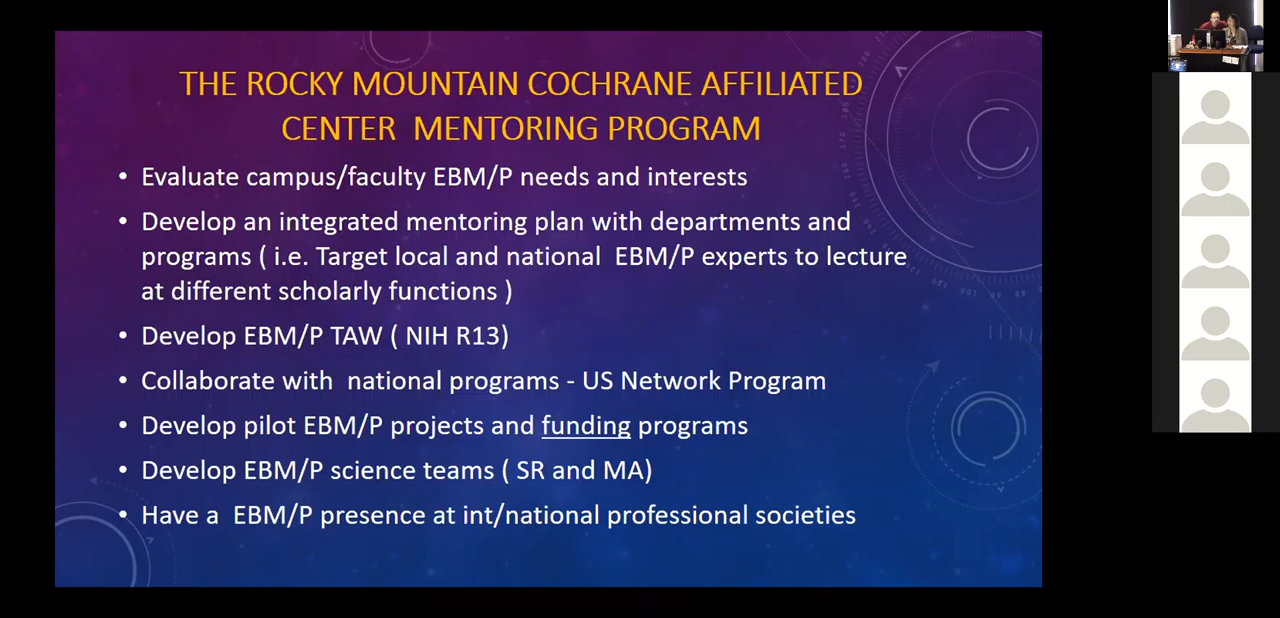 THE ROCKY MOUNTAIN COCHRANE AFFILIATED
CENTER  MENTORING PROGRAM
• Evaluate campus/faculty EBM/P needs and interests
• Develop an integrated mentoring plan with departments and
programs ( i.e. Target local and national  EBM/P experts to lecture
at different scholarly functions )
• Develop EBM/P TAW ( NIH R13)
• Collaborate with  national programs - US Network Program
• Develop pilot EBM/P projects and funding programs
• Develop EBM/P science teams ( SR and MA)
• Have a  EBM/P presence at int/national professional societies